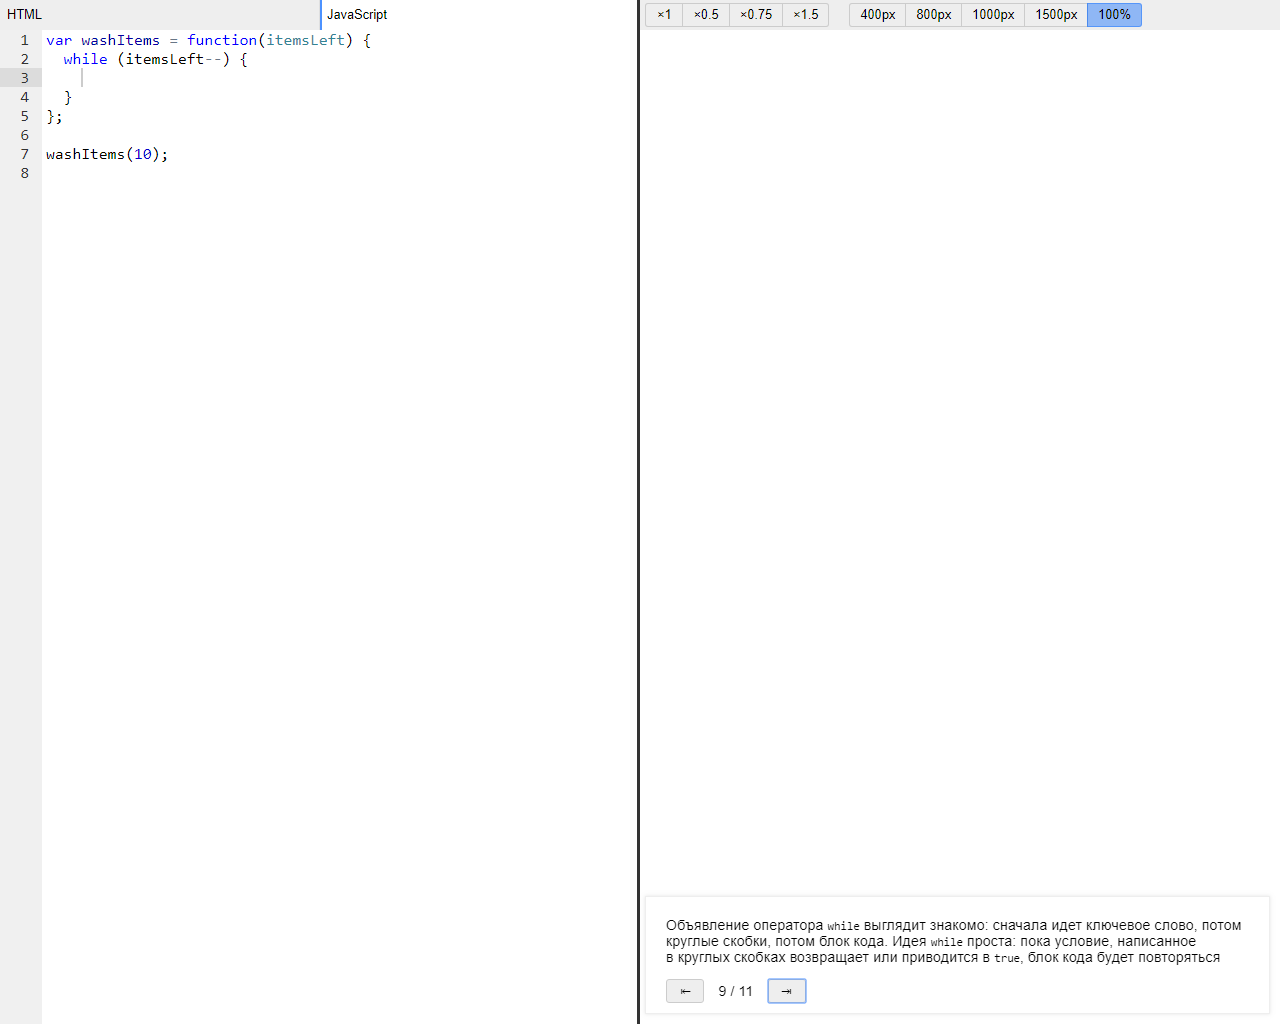 HTML
JavaScript
×1 ×0.5 ×0.75 ×1.5 400px 800px 1000px 1500px 100%
1 var washItems = function(itemsLeft) {
2 while (itemsLeft--) {
3
4 }
5 };
6
7 washItems(10);
8
Объявление оператора while выглядит знакомо: сначала идет ключевое слово, потом
круглые скобки, потом блок кода. Идея while проста: пока условие, написанное
в круглых скобках возвращает или приводится в true, блок кода будет повторяться
⇤ 9 / 11 ⇥